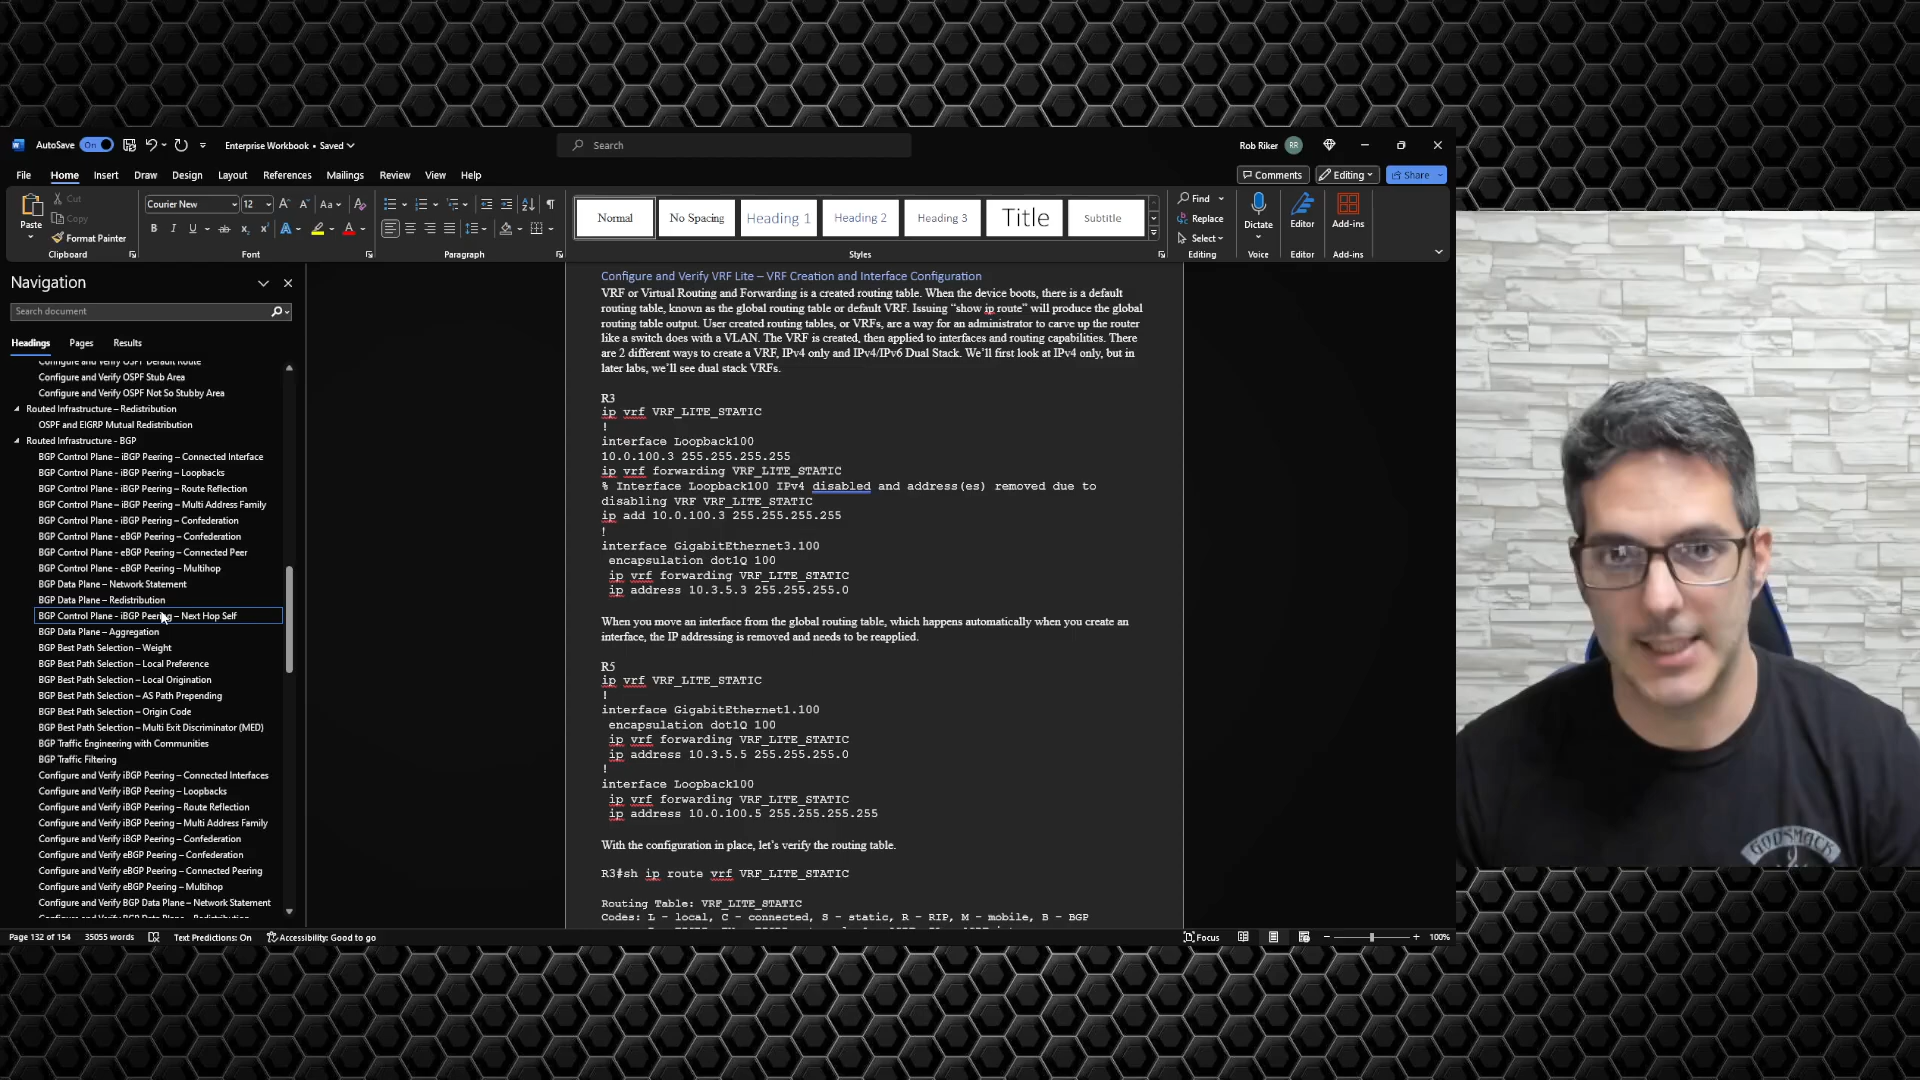 AutoSave On Enterprise Workbook • Saved Search Rob Riker RR
File Home Insert Draw Design Layout References Mailings Review View Help Comments Editing Share
Paste Cut Copy Format Painter Clipboard
Courier New 12 Aa Font
Paragraph
Normal No Spacing Heading 1 Heading 2 Heading 3 Title Subtitle
Styles
Find Replace Select Editing
Dictate Voice
Editor Editor
Add-ins Add-ins
Navigation
Search document
Headings Pages Results
Configure and Verify OSPF Default Route
Configure and Verify OSPF Stub Area
Configure and Verify OSPF Not So Stubby Area
Routed Infrastructure – Redistribution
OSPF and EIGRP Mutual Redistribution
Routed Infrastructure - BGP
BGP Control Plane – iBGP Peering – Connected Interface
BGP Control Plane - iBGP Peering – Loopbacks
BGP Control Plane - iBGP Peering – Route Reflection
BGP Control Plane – iBGP Peering – Multi Address Family
BGP Control Plane - iBGP Peering – Confederation
BGP Control Plane - eBGP Peering – Confederation
BGP Control Plane - eBGP Peering – Connected Peer
BGP Control Plane - eBGP Peering – Multihop
BGP Data Plane – Network Statement
BGP Data Plane – Redistribution
BGP Control Plane - iBGP Peering – Next Hop Self
BGP Data Plane – Aggregation
BGP Best Path Selection – Weight
BGP Best Path Selection – Local Preference
BGP Best Path Selection – Local Origination
BGP Best Path Selection – AS Path Prepending
BGP Best Path Selection – Origin Code
BGP Best Path Selection – Multi Exit Discriminator (MED)
BGP Traffic Engineering with Communities
BGP Traffic Filtering
Configure and Verify iBGP Peering – Connected Interfaces
Configure and Verify iBGP Peering – Loopbacks
Configure and Verify iBGP Peering – Route Reflection
Configure and Verify iBGP Peering – Multi Address Family
Configure and Verify iBGP Peering – Confederation
Configure and Verify eBGP Peering – Confederation
Configure and Verify eBGP Peering – Connected Peering
Configure and Verify eBGP Peering – Multihop
Configure and Verify BGP Data Plane – Network Statement
Configure and Verify BGP Data Plane – Redistribution
Configure and Verify VRF Lite – VRF Creation and Interface Configuration
VRF or Virtual Routing and Forwarding is a created routing table. When the device boots, there is a default
routing table, known as the global routing table or default VRF. Issuing “show ip route” will produce the global
routing table output. User created routing tables, or VRFs, are a way for an administrator to carve up the router
like a switch does with a VLAN. The VRF is created, then applied to interfaces and routing capabilities. There
are 2 different ways to create a VRF, IPv4 only and IPv4/IPv6 Dual Stack. We’ll first look at IPv4 only, but in
later labs, we’ll see dual stack VRFs.
R3
ip vrf VRF_LITE_STATIC
!
interface Loopback100
10.0.100.3 255.255.255.255
ip vrf forwarding VRF_LITE_STATIC
% Interface Loopback100 IPv4 disabled and address(es) removed due to
disabling VRF VRF_LITE_STATIC
ip add 10.0.100.3 255.255.255.255
!
interface GigabitEthernet3.100
encapsulation dot1Q 100
ip vrf forwarding VRF_LITE_STATIC
ip address 10.3.5.3 255.255.255.0
When you move an interface from the global routing table, which happens automatically when you create an
interface, the IP addressing is removed and needs to be reapplied.
R5
ip vrf VRF_LITE_STATIC
!
interface GigabitEthernet1.100
encapsulation dot1Q 100
ip vrf forwarding VRF_LITE_STATIC
ip address 10.3.5.5 255.255.255.0
!
interface Loopback100
ip vrf forwarding VRF_LITE_STATIC
ip address 10.0.100.5 255.255.255.255
With the configuration in place, let’s verify the routing table.
R3#sh ip route vrf VRF_LITE_STATIC
Routing Table: VRF_LITE_STATIC
Codes: L - local, C - connected, S - static, R - RIP, M - mobile, B - BGP
Page 132 of 154 35055 words Text Predictions: On Accessibility: Good to go Focus 100%
GODSMACK